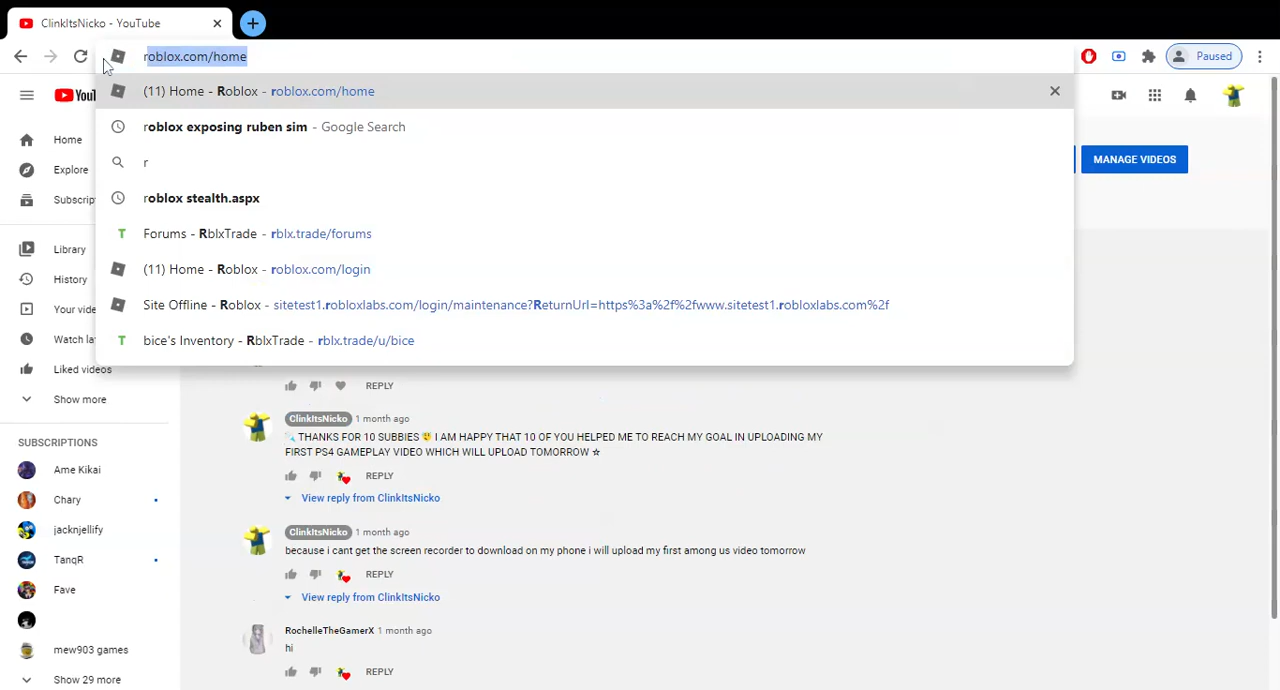 ClinkItsNicko - YouTube
roblox.com/home
Paused
(11) Home - Roblox - roblox.com/home
roblox exposing ruben sim - Google Search
r
roblox stealth.aspx
Forums - RblxTrade - rblx.trade/forums
(11) Home - Roblox - roblox.com/login
Site Offline - Roblox - sitetest1.robloxlabs.com/login/maintenance?ReturnUrl=https%3a%2f%2fwww.sitetest1.robloxlabs.com%2f
bice's Inventory - RblxTrade - rblx.trade/u/bice
MANAGE VIDEOS
Home
Explore
Subscrip
Library
History
Your vide
Watch la
Liked videos
Show more
SUBSCRIPTIONS
Ame Kikai
Chary
jacknjellify
TanqR
Fave
mew903 games
Show 29 more
REPLY
ClinkItsNicko 1 month ago
THANKS FOR 10 SUBBIES I AM HAPPY THAT 10 OF YOU HELPED ME TO REACH MY GOAL IN UPLOADING MY
FIRST PS4 GAMEPLAY VIDEO WHICH WILL UPLOAD TOMORROW ☆
REPLY
View reply from ClinkItsNicko
ClinkItsNicko 1 month ago
because i cant get the screen recorder to download on my phone i will upload my first among us video tomorrow
REPLY
View reply from ClinkItsNicko
RochelleTheGamerX 1 month ago
hi
REPLY